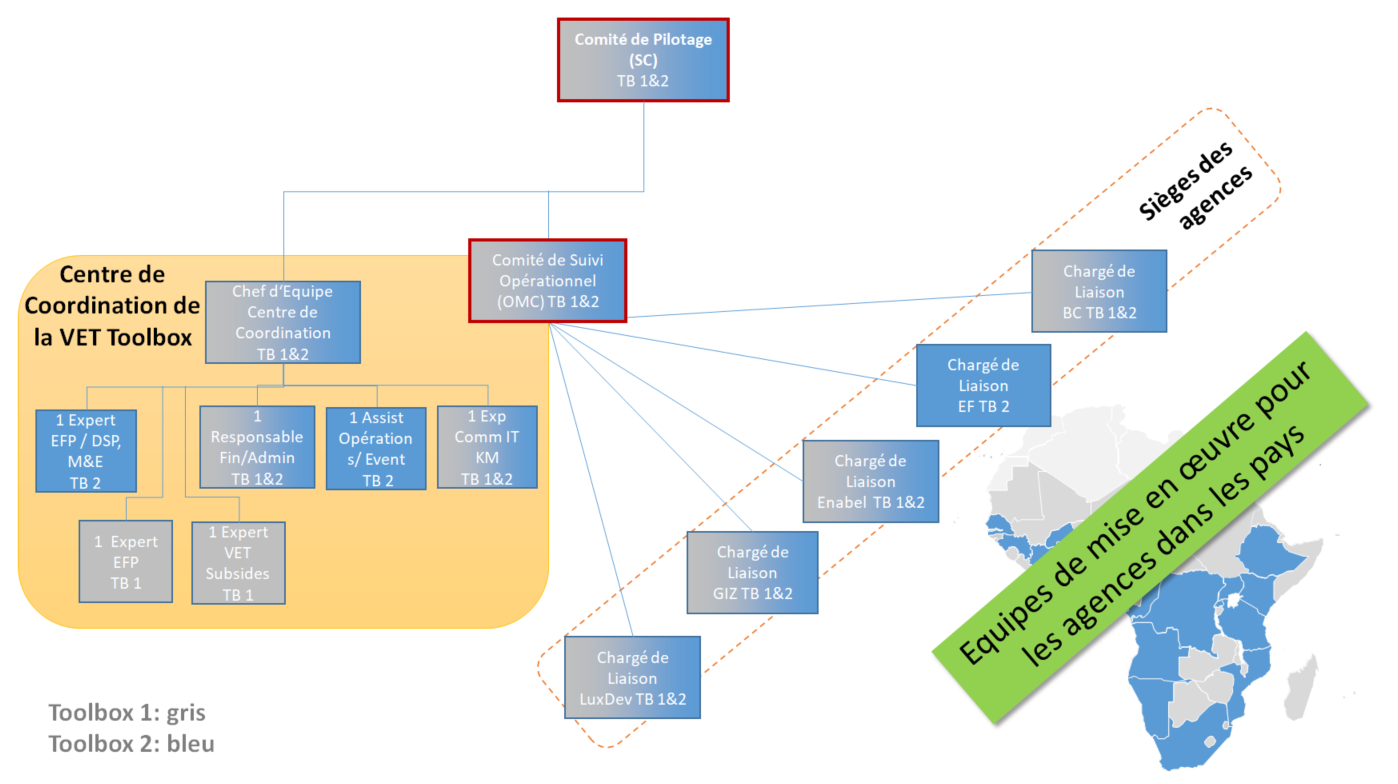 Comité de Pilotage
(SC)
TB 1&2
Sièges des
agences
Centre de
Coordination de
la VET Toolbox
Chef d'Equipe
Centre de
Coordination
TB 1&2
Comité de Suivi
Opérationnel
(OMC) TB 1&2
Chargé de
Liaison
BC TB 1&2
Chargé de
Liaison
EF TB 2
Chargé de
Liaison
Enabel TB 1&2
Chargé de
Liaison
GIZ TB 1&2
Chargé de
Liaison
LuxDev TB 1&2
1 Expert
EFP / DSP,
M&E
TB 2
1
Responsable
Fin/Admin
TB 1&2
1 Assist
Opération
s/ Event
TB 2
1 Exp
Comm IT
KM
TB 1&2
1 Expert
EFP
TB 1
1 Expert
VET
Subsides
TB 1
Equipes de mise en œuvre pour
les agences dans les pays
Toolbox 1: gris
Toolbox 2: bleu